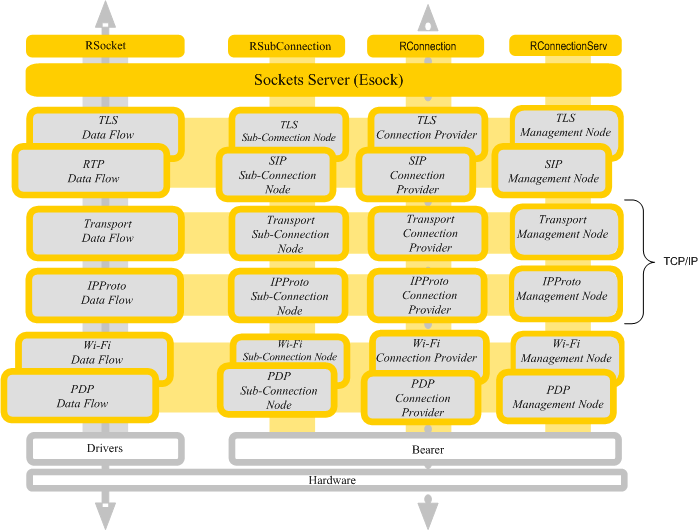 RSocket RSubConnection RConnection RConnectionServ
Sockets Server (Esock)
TLS
Data Flow
TLS
Sub-Connection Node
TLS
Connection Provider
TLS
Management Node
RTP
Data Flow
SIP
Sub-Connection
Node
SIP
Connection
Provider
SIP
Management Node
Transport
Data Flow
Transport
Sub-Connection
Node
Transport
Connection
Provider
Transport
Management Node
TCP/IP
IPProto
Data Flow
IPProto
Sub-Connection
Node
IPProto
Connection
Provider
IPProto
Management Node
Wi-Fi
Data Flow
Wi-Fi
Sub-Connection Node
Wi-Fi
Connection Provider
Wi-Fi
Management Node
PDP
Data Flow
PDP
Sub-Connection
Node
PDP
Connection
Provider
PDP
Management Node
Drivers
Bearer
Hardware